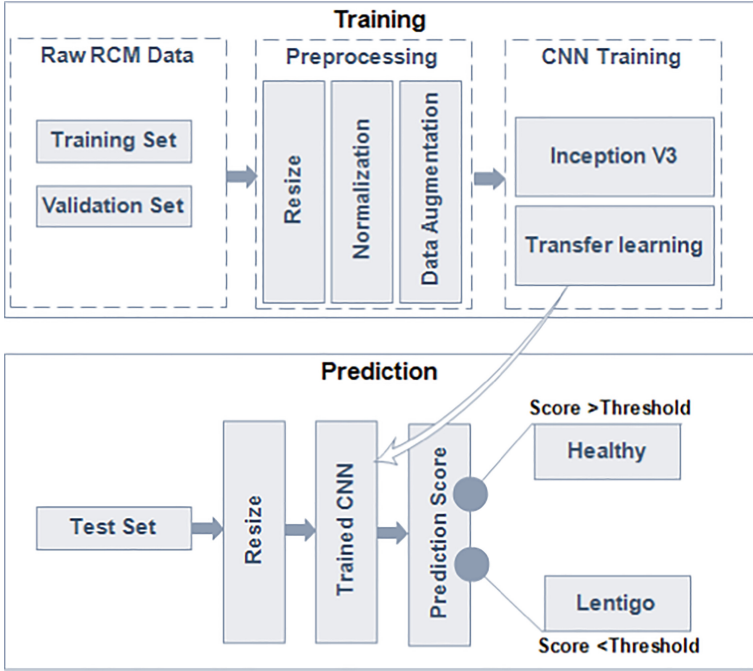 Training
Raw RCM Data
Training Set
Validation Set
Preprocessing
Resize
Normalization
Data Augmentation
CNN Training
Inception V3
Transfer learning
Prediction
Test Set
Resize
Trained CNN
Prediction Score
Score >Threshold
Healthy
Lentigo
Score <Threshold